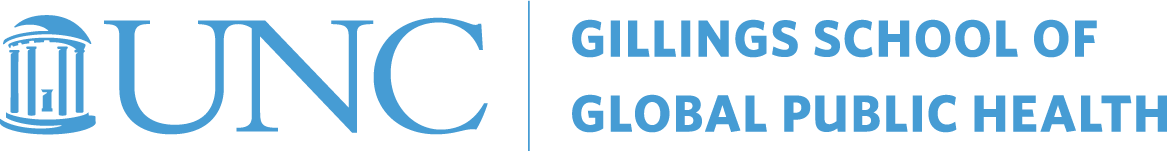 UNC
GILLINGS SCHOOL OF
GLOBAL PUBLIC HEALTH